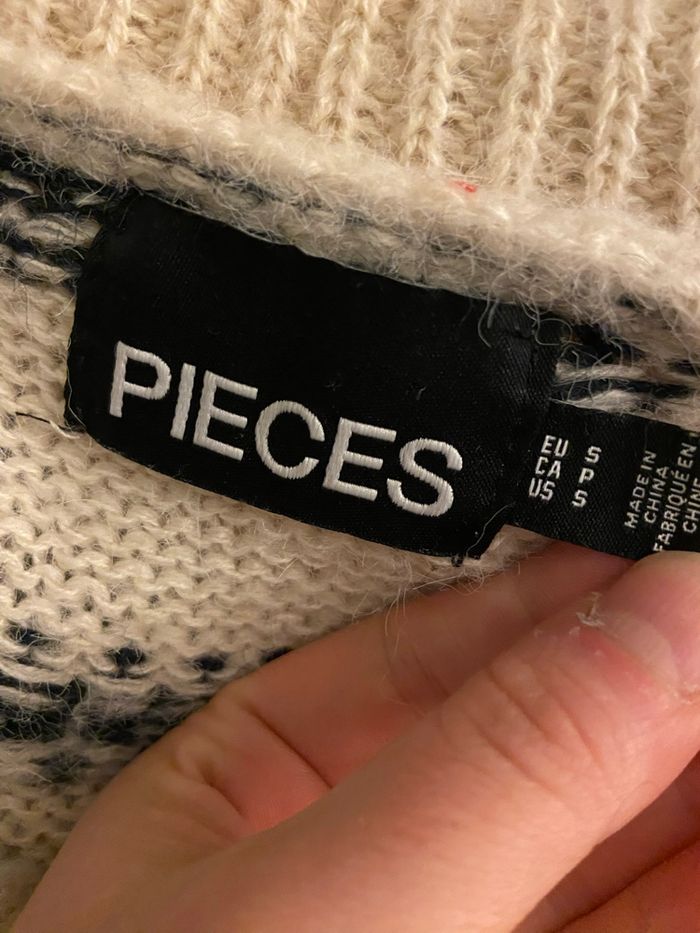 PIECES
EU S
CA P
US S
MADE IN
CHINA
FABRIQUÉ EN
CHINE